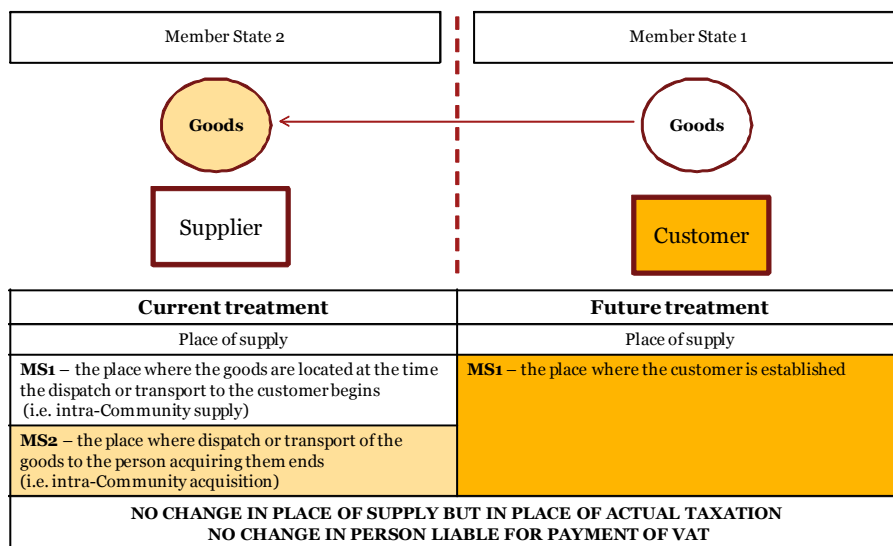 Member State 2
Member State 1
Goods
Goods
Supplier
Customer
Current treatment
Future treatment
Place of supply
Place of supply
MS1 – the place where the goods are located at the time
the dispatch or transport to the customer begins
(i.e. intra-Community supply)
MS1 – the place where the customer is established
MS2 – the place where dispatch or transport of the
goods to the person acquiring them ends
(i.e. intra-Community acquisition)
NO CHANGE IN PLACE OF SUPPLY BUT IN PLACE OF ACTUAL TAXATION
NO CHANGE IN PERSON LIABLE FOR PAYMENT OF VAT